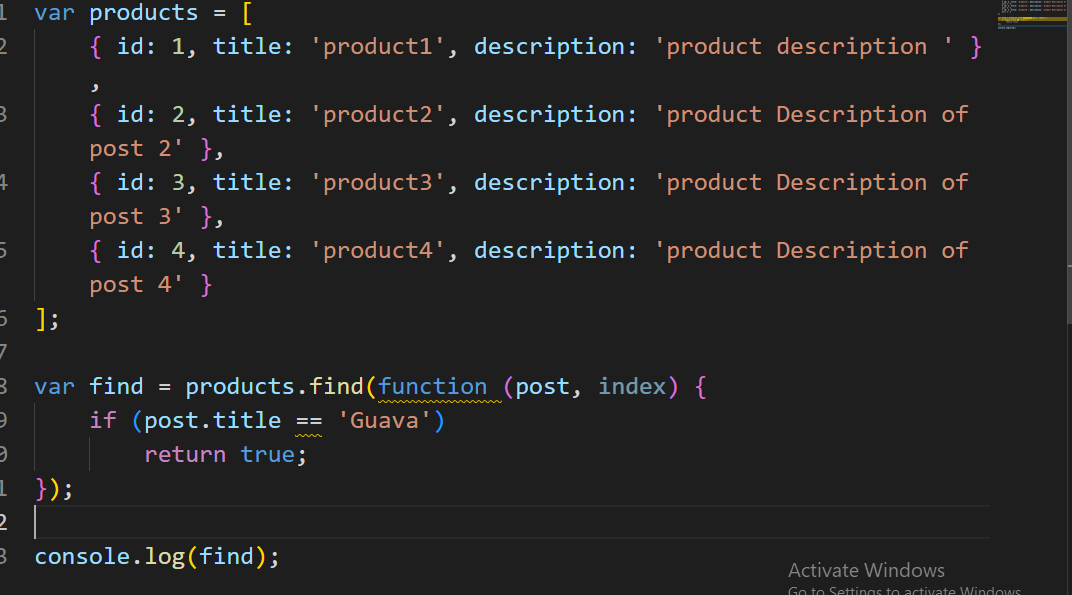 1 var products = [
2 { id: 1, title: 'product1', description: 'product description ' }
,
3 { id: 2, title: 'product2', description: 'product Description of
post 2' },
4 { id: 3, title: 'product3', description: 'product Description of
post 3' },
5 { id: 4, title: 'product4', description: 'product Description of
post 4' }
6 ];
7
8 var find = products.find(function (post, index) {
9 if (post.title == 'Guava')
0 return true;
1 });
2
3 console.log(find);
Activate Windows
Go to Settings to activate Windows.